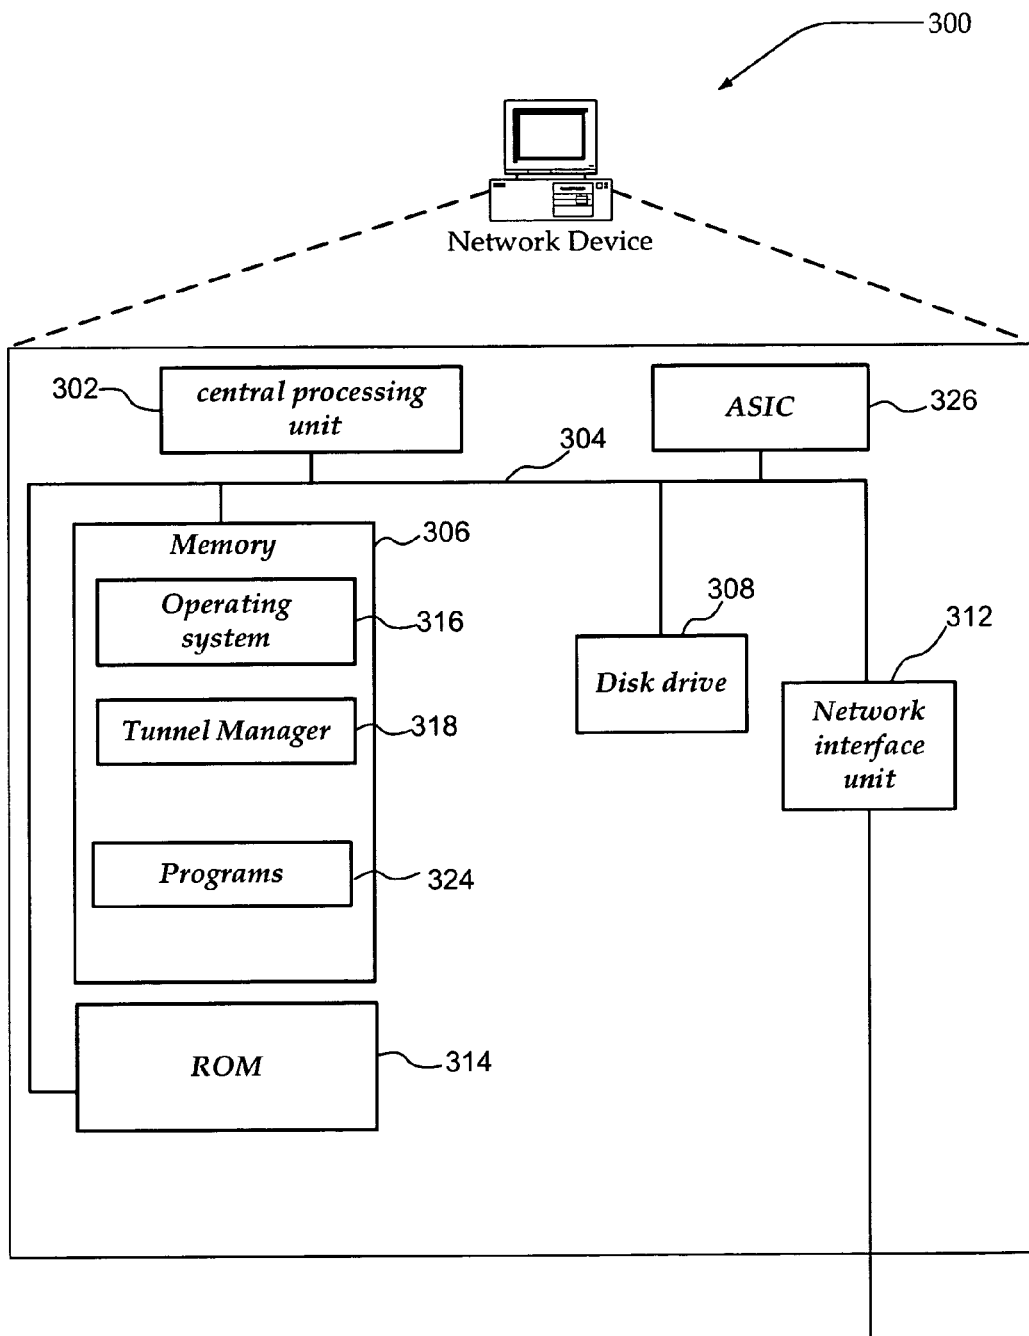 300
Network Device
302
central processing
unit
ASIC
326
304
Memory
306
Operating
system
316
308
Disk drive
312
Network
interface
unit
Tunnel Manager
318
Programs
324
ROM
314